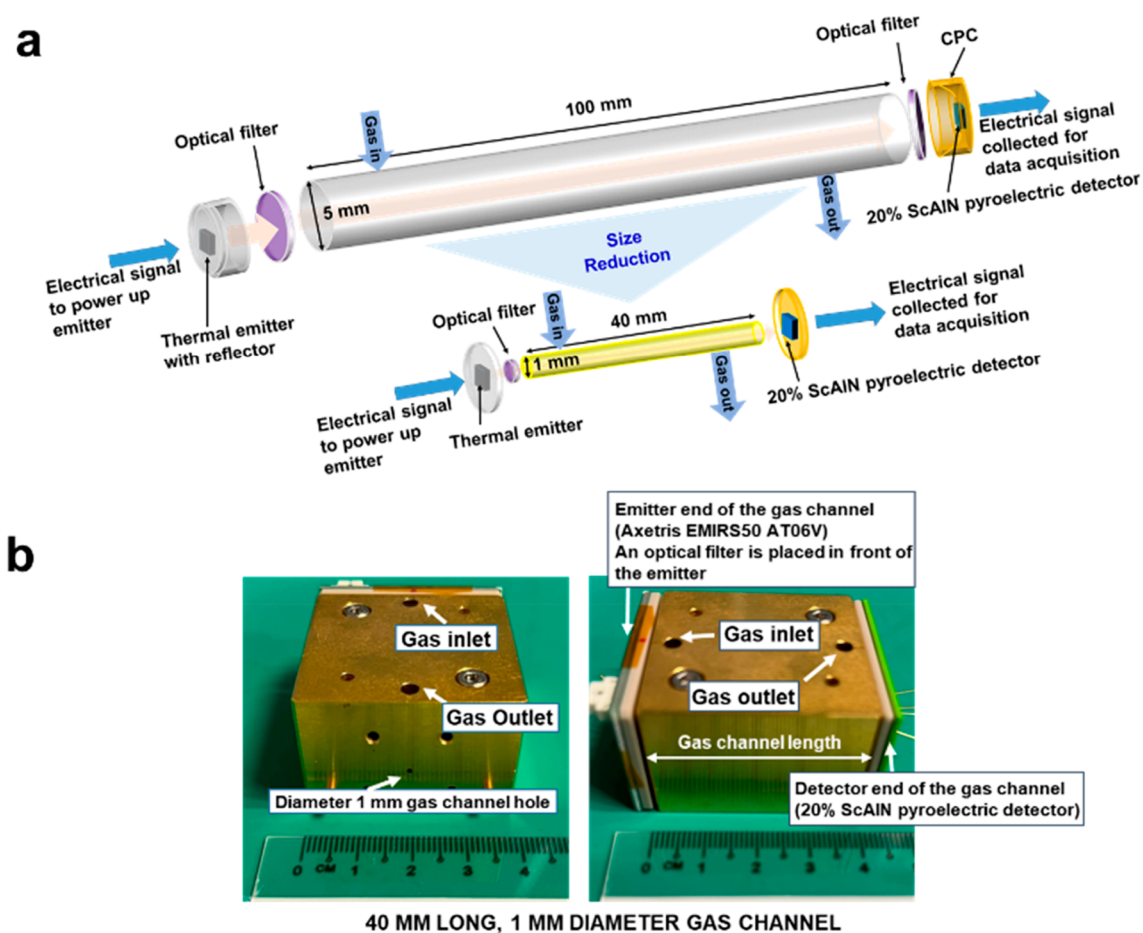 a
Optical filter
CPC
100 mm
Gas in
Optical filter
5 mm
Electrical signal
collected for
data acquisition
20% ScAlN pyroelectric detector
Gas out
Electrical signal
to power up
emitter
Thermal emitter
with reflector
Size
Reduction
Gas in
Optical filter
40 mm
1 mm
Electrical signal
collected for
data acquisition
Gas out
20% ScAlN pyroelectric detector
Electrical signal
to power up
emitter
Thermal emitter
b
Emitter end of the gas channel
(Axetris EMIRS50 AT06V)
An optical filter is placed in front of
the emitter
Gas inlet
Gas Outlet
Diameter 1 mm gas channel hole
0 CM 1 2 3 4
Gas inlet
Gas outlet
Gas channel length
Detector end of the gas channel
(20% ScAlN pyroelectric detector)
0 CM 1 2 3 4
40 MM LONG, 1 MM DIAMETER GAS CHANNEL